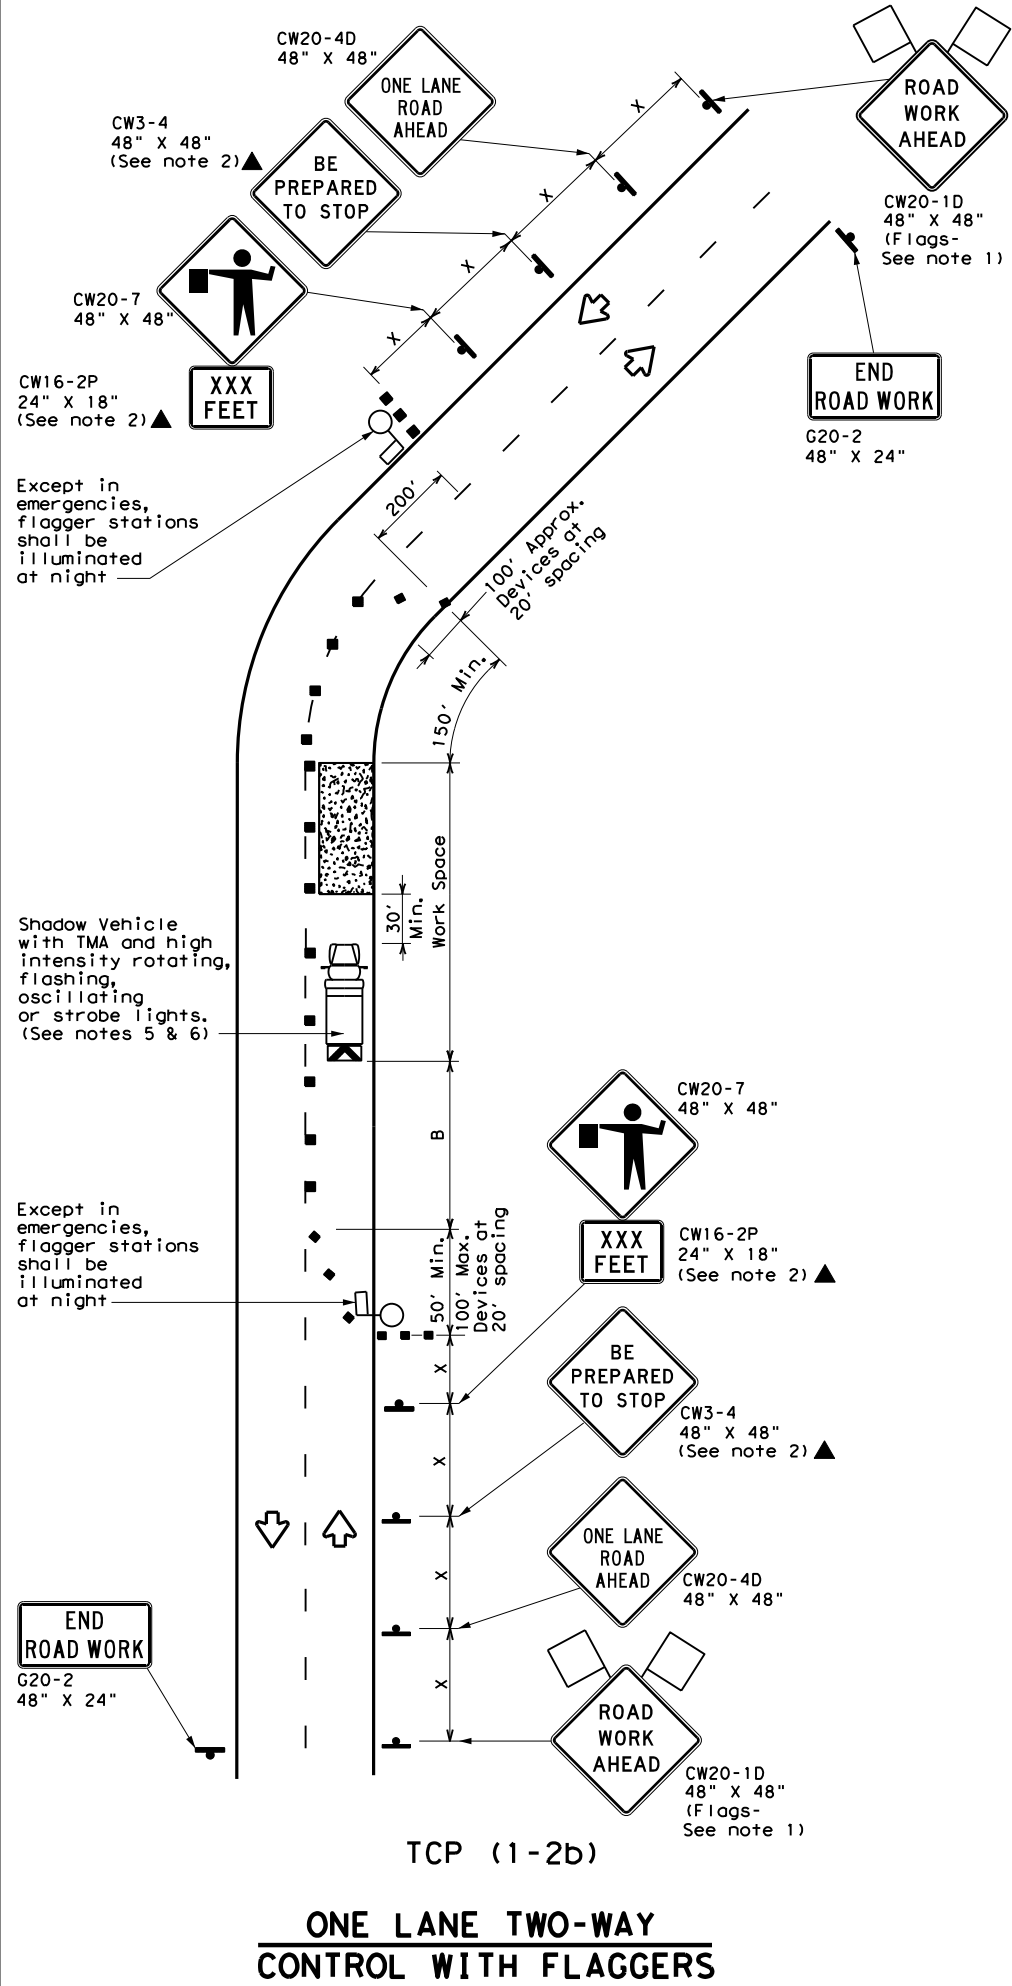 CW20-4D
48" X 48"
ONE LANE
ROAD
AHEAD
CW3-4
48" X 48"
(See note 2)
BE
PREPARED
TO STOP
CW20-7
48" X 48"
CW16-2P
24" X 18"
(See note 2)
XXX
FEET
X
X
X
X
ROAD
WORK
AHEAD
CW20-1D
48" X 48"
(Flags-
See note 1)
END
ROAD WORK
G20-2
48" X 24"
Except in
emergencies,
flagger stations
shall be
illuminated
at night
200'
100' Approx.
Devices at
20' spacing
150' Min.
Work Space
30'
Min.
Shadow Vehicle
with TMA and high
intensity rotating,
flashing,
oscillating
or strobe lights.
(See notes 5 & 6)
B
Except in
emergencies,
flagger stations
shall be
illuminated
at night
50' Min.
100' Max.
Devices at
20' spacing
CW20-7
48" X 48"
XXX
FEET
CW16-2P
24" X 18"
(See note 2)
X
X
X
X
BE
PREPARED
TO STOP
CW3-4
48" X 48"
(See note 2)
ONE LANE
ROAD
AHEAD
CW20-4D
48" X 48"
END
ROAD WORK
G20-2
48" X 24"
ROAD
WORK
AHEAD
CW20-1D
48" X 48"
(Flags-
See note 1)
TCP (1-2b)
ONE LANE TWO-WAY
CONTROL WITH FLAGGERS